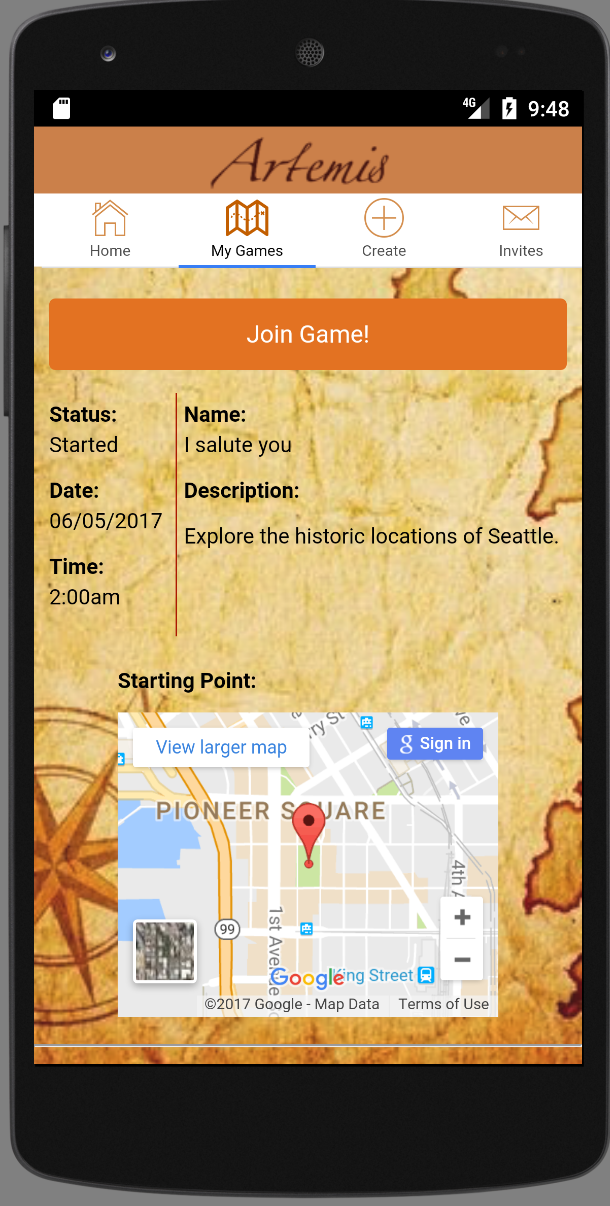 4G 9:48
Artemis
Home My Games Create Invites
Join Game!
Status:
Started
Date:
06/05/2017
Time:
2:00am
Name:
I salute you
Description:
Explore the historic locations of Seattle.
Starting Point:
View larger map
g Sign in
PIONEER SQUARE
4th A
99
1st Avenue
King Street
Google
©2017 Google - Map Data Terms of Use